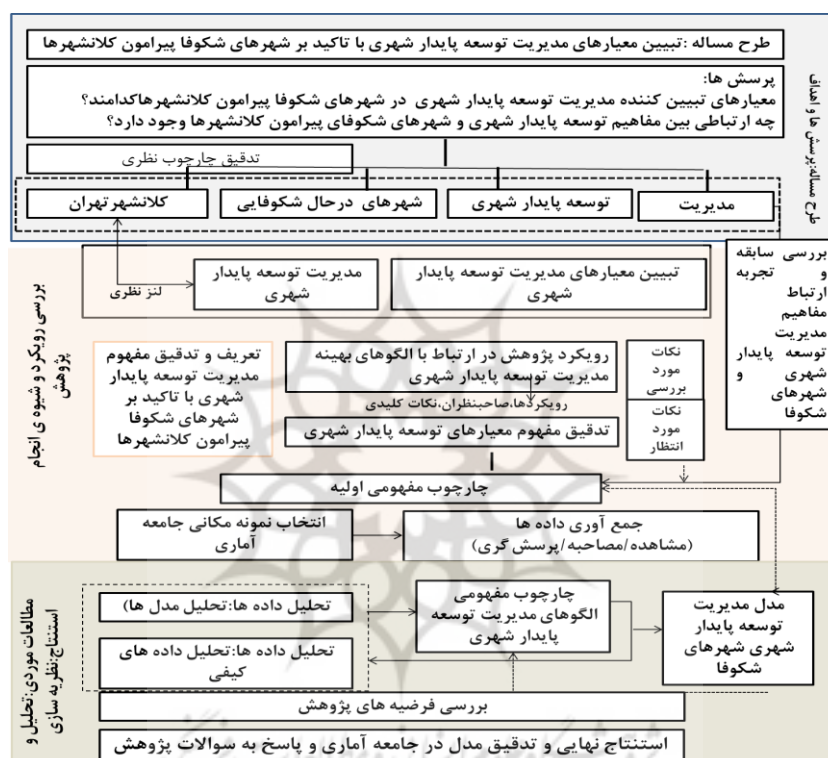 طرح مساله :تبیین معیارهای مدیریت توسعه پایدار شهری با تاکید بر شهرهای شکوفا پیرامون کلانشهرها
پرسش ها:
معیارهای تبیین کننده مدیریت توسعه پایدار شهری در شهرهای شکوفا پیرامون کلانشهرهاکدامند؟
چه ارتباطی بین مفاهیم توسعه پایدار شهری و شهرهای شکوفای پیرامون کلانشهرها وجود دارد؟
طرح مساله:پرسش ها و اهداف
تدقیق چارچوب نظری
مدیریت
توسعه پایدار شهری
شهرهای درحال شکوفایی
کلانشهرتهران
بررسی سابقه
و تجربه
ارتباط
مفاهیم
مدیریت
توسعه پایدار
شهری و
شهرهای
شکوفا
تبیین معیارهای مدیریت توسعه پایدار
شهری
مدیریت توسعه پایدار
شهری
لنز نظری
بررسی رویکرد و شیوه ی انجام
پژوهش
نکات
مورد
بررسی
نکات
مورد
انتظار
رویکرد پژوهش در ارتباط با الگوهای بهینه
مدیریت توسعه پایدار شهری
رویکردها،صاحبنظران،نکات کلیدی
تدقیق مفهوم معیارهای توسعه پایدار شهری
تعریف و تدقیق مفهوم
مدیریت توسعه پایدار
شهری با تاکید بر
شهرهای شکوفا
پیرامون کلانشهرها
چارچوب مفهومی اولیه
انتخاب نمونه مکانی جامعه
آماری
جمع آوری داده ها
(مشاهده/مصاحبه/پرسش گری)
مطالعات موردی:تحلیل و
استنتاج:نظریه سازی
تحلیل داده ها:تحلیل مدل ها)
تحلیل داده ها:تحلیل داده های
کیفی
چارچوب مفهومی
الگوهای مدیریت توسعه
پایدار شهری
مدل مدیریت
توسعه پایدار
شهری شهرهای
شکوفا
بررسی فرضیه های پژوهش
استنتاج نهایی و تدقیق مدل در جامعه آماری و پاسخ به سوالات پژوهش